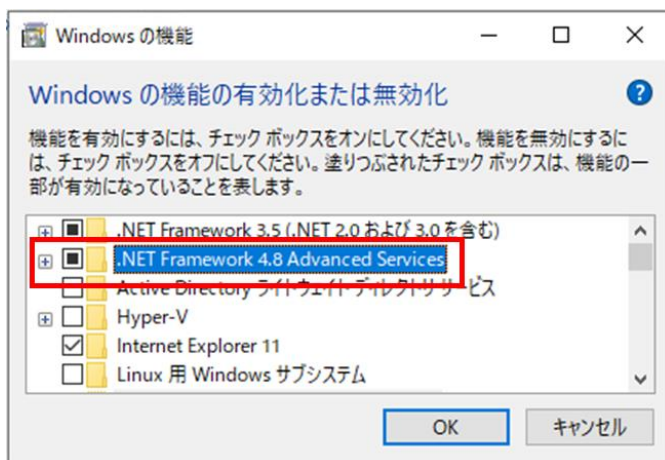 Windows の機能
Windows の機能の有効化または無効化
機能を有効にするには、チェック ボックスをオンにしてください。機能を無効にするに
は、チェック ボックスをオフにしてください。塗りつぶされたチェック ボックスは、機能の一
部が有効になっていることを表します。
.NET Framework 3.5 (.NET 2.0 および 3.0 を含む)
.NET Framework 4.8 Advanced Services
Active Directory ライトウェイト ディレクトリ サービス
Hyper-V
Internet Explorer 11
Linux 用 Windows サブシステム
OK
キャンセル